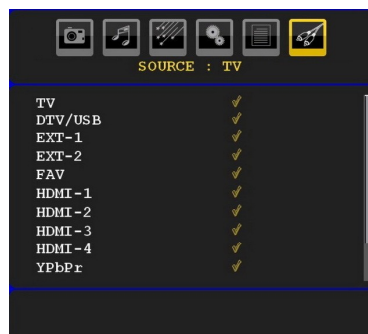 SOURCE : TV
TV
DTV/USB
EXT-1
EXT-2
FAV
HDMI-1
HDMI-2
HDMI-3
HDMI-4
YPbPr